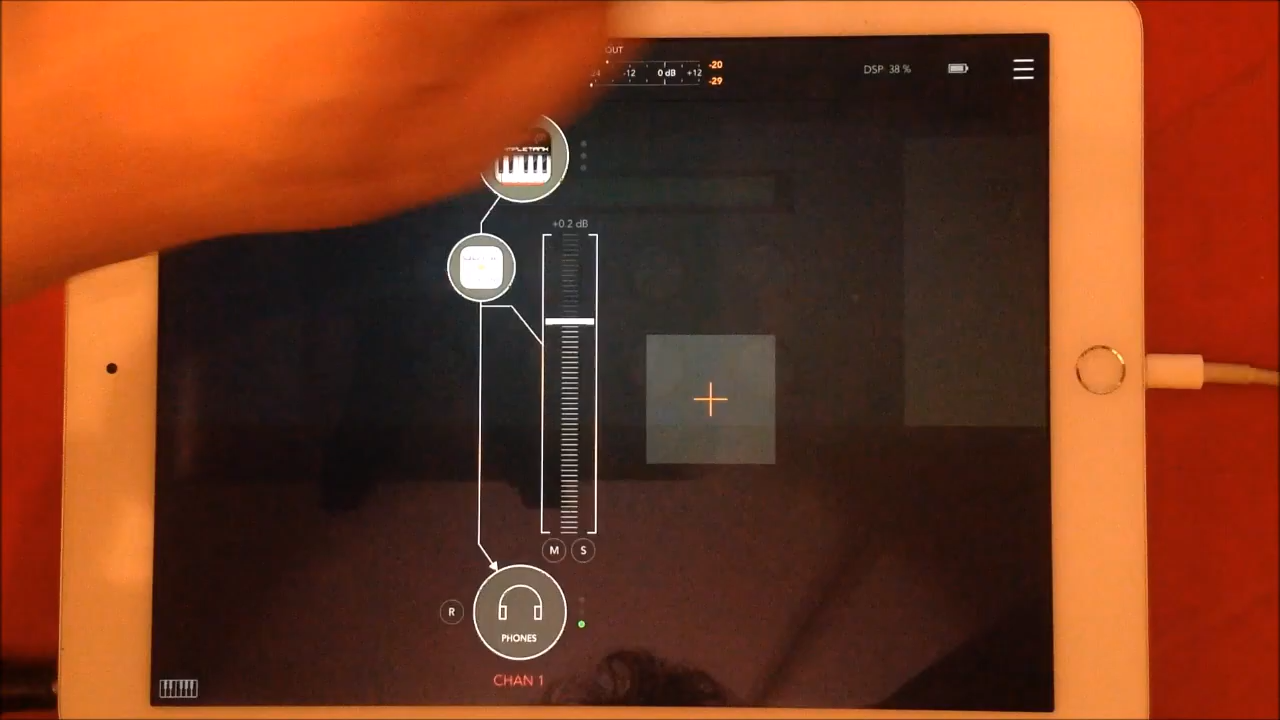 OUT
-12 0 dB +12 -20
-29
DSP 38 %
+0.2 dB
M S
R
PHONES
CHAN 1